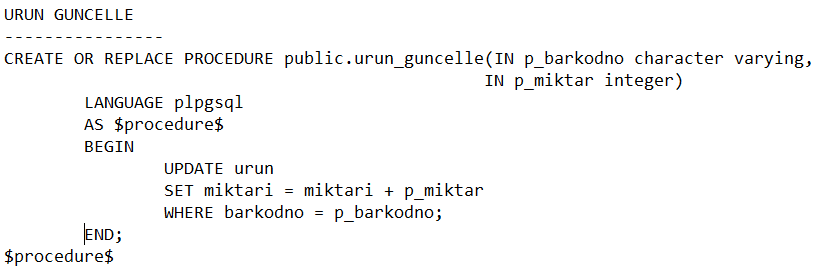 URUN GUNCELLE
----------------
CREATE OR REPLACE PROCEDURE public.urun_guncelle(IN p_barkodno character varying,
                                                 IN p_miktar integer)
        LANGUAGE plpgsql
        AS $procedure$
        BEGIN
                UPDATE urun
                SET miktari = miktari + p_miktar
                WHERE barkodno = p_barkodno;
        END;
$procedure$